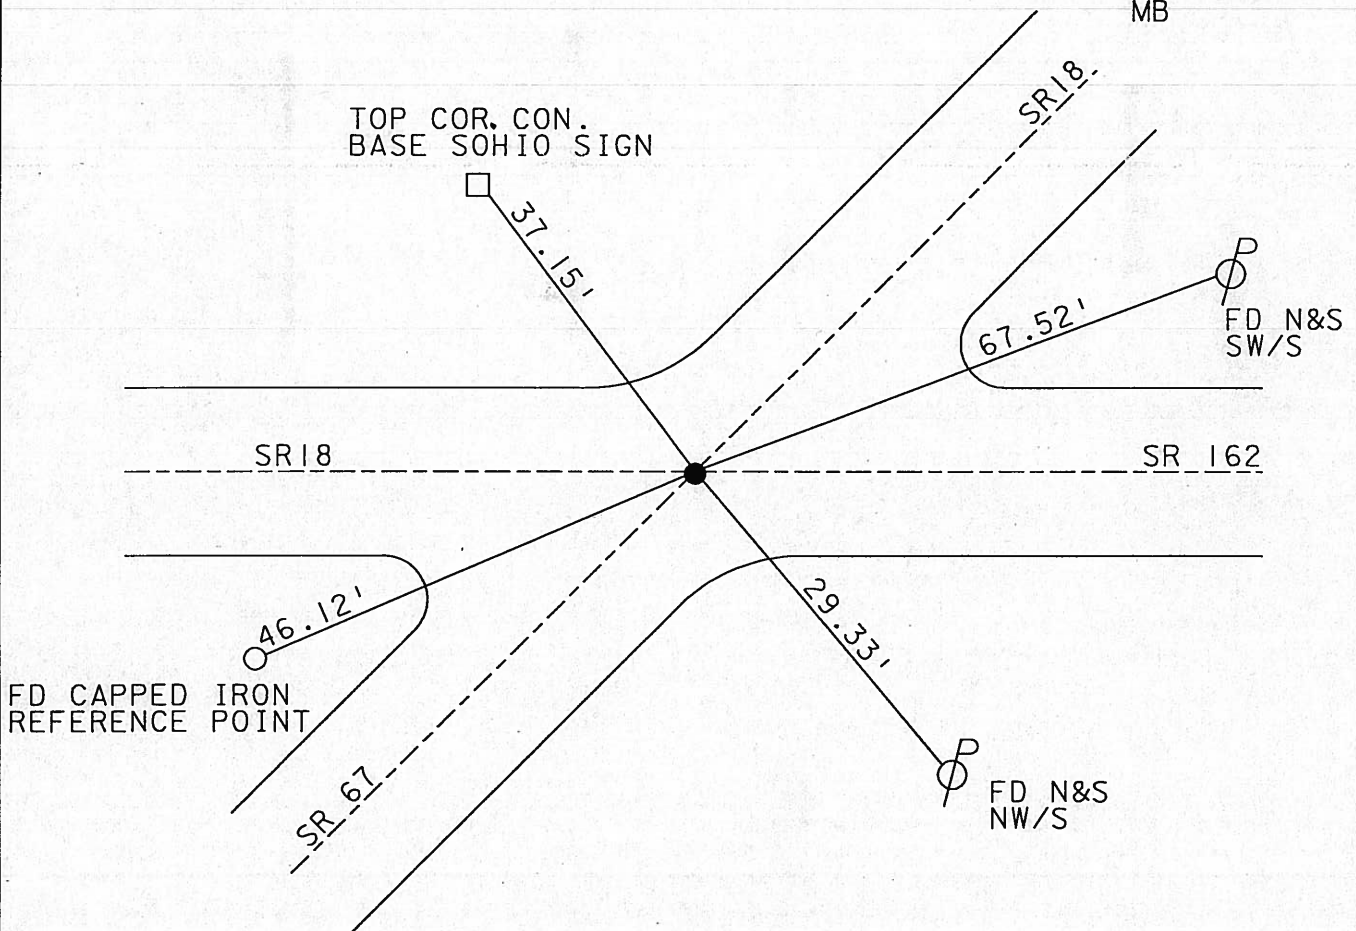 MB
SR18
TOP COR. CON.
BASE SOHIO SIGN
37.15'
67.52'
P
FD N&S
SW/S
SR18
SR 162
46.12'
29.33'
FD CAPPED IRON
REFERENCE POINT
SR 67
P
FD N&S
NW/S